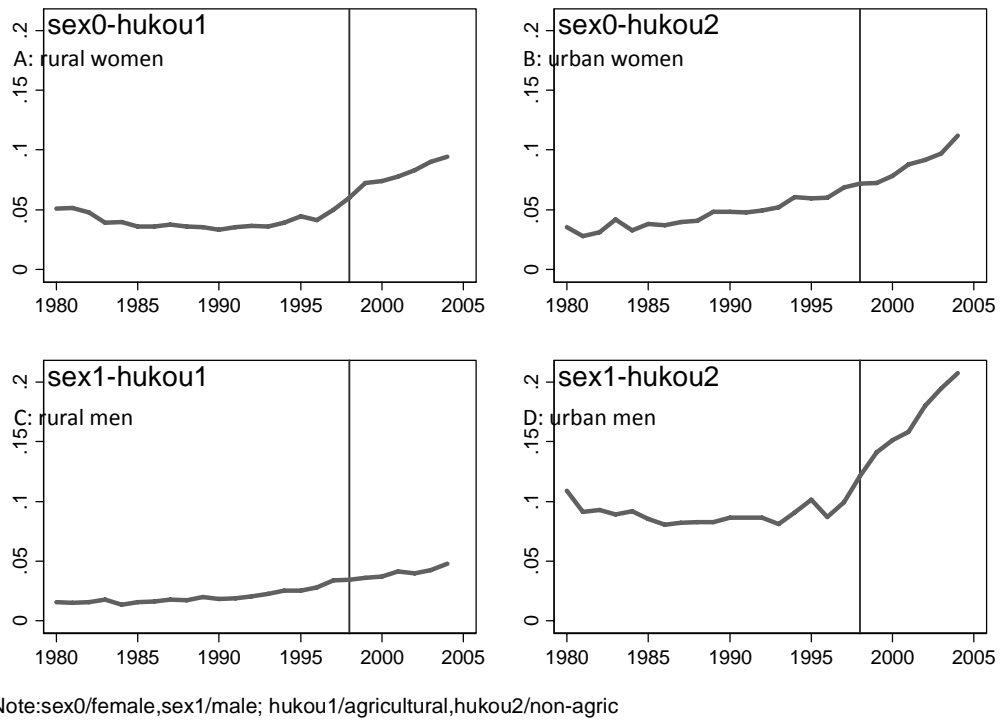 sex0-hukou1
A: rural women
.2
.15
.1
.05
0
1980 1985 1990 1995 2000 2005
sex0-hukou2
B: urban women
.2
.15
.1
.05
0
1980 1985 1990 1995 2000 2005
sex1-hukou1
C: rural men
.2
.15
.1
.05
0
1980 1985 1990 1995 2000 2005
sex1-hukou2
D: urban men
.2
.15
.1
.05
0
1980 1985 1990 1995 2000 2005
Note:sex0/female,sex1/male; hukou1/agricultural,hukou2/non-agric